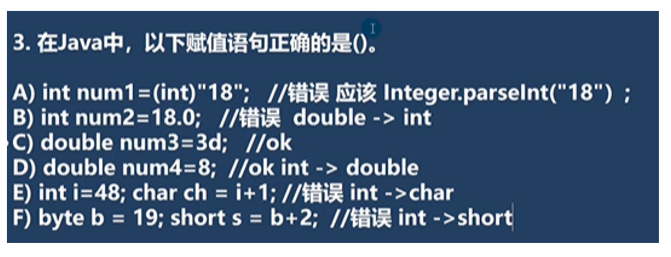 3. 在Java中，以下赋值语句正确的是()。
A) int num1=(int)"18"; //错误 应该 Integer.parseInt("18") ;
B) int num2=18.0; //错误 double -> int
C) double num3=3d; //ok
D) double num4=8; //ok int -> double
E) int i=48; char ch = i+1; //错误 int ->char
F) byte b = 19; short s = b+2; //错误 int ->short